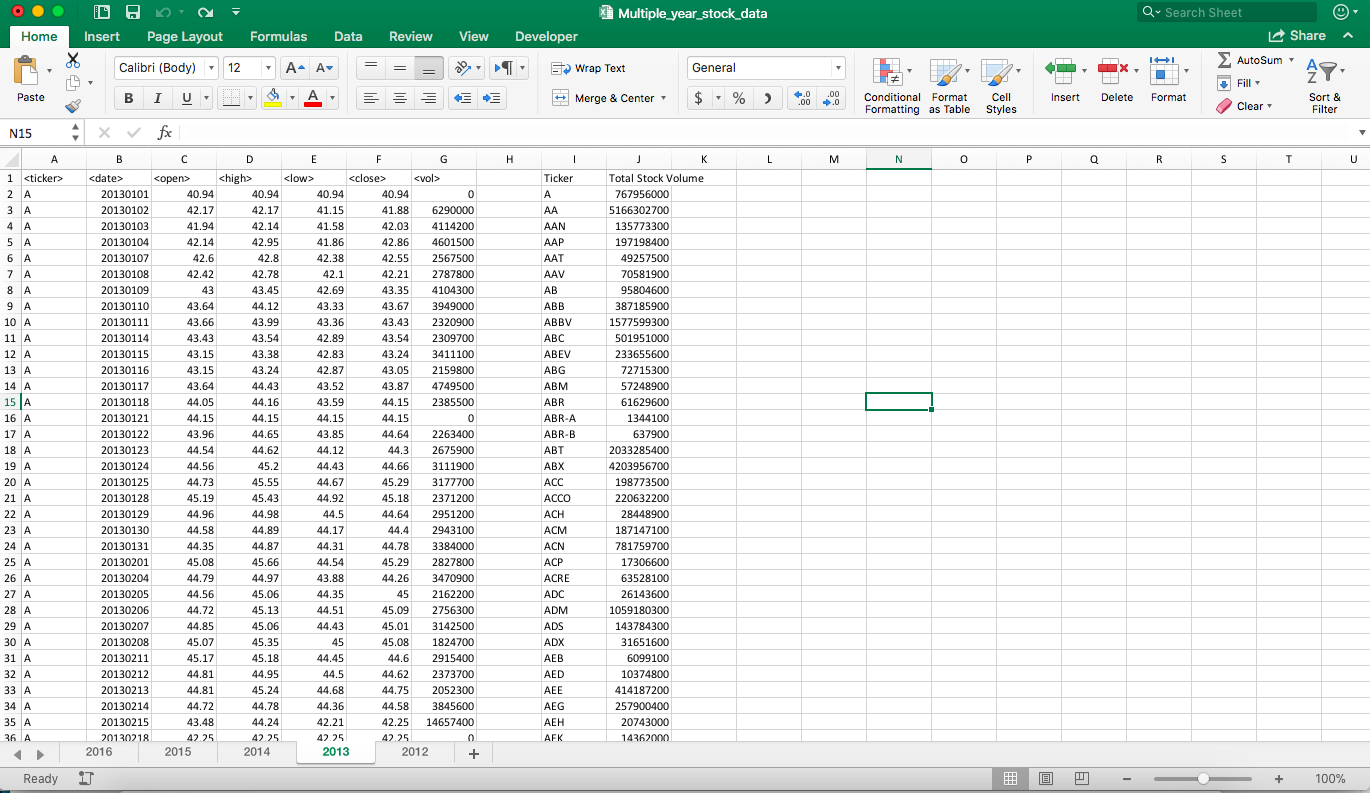 Multiple_year_stock_data
Search Sheet
Home Insert Page Layout Formulas Data Review View Developer Share
Paste Calibri (Body) 12 A A Wrap Text General Conditional Formatting Format as Table Cell Styles Insert Delete Format AutoSum Fill Clear Sort & Filter
B I U A Merge & Center $ % .0 .00 .00 .0
N15 fx
A B C D E F G H I J K L M N O P Q R S T U
1 <ticker> <date> <open> <high> <low> <close> <vol> Ticker Total Stock Volume
2 A 20130101 40.94 40.94 40.94 40.94 0 A 767956000
3 A 20130102 42.17 42.17 41.15 41.88 6290000 AA 5166302700
4 A 20130103 41.94 42.14 41.58 42.03 4114200 AAN 135773300
5 A 20130104 42.14 42.95 41.86 42.86 4601500 AAP 197198400
6 A 20130107 42.6 42.8 42.38 42.55 2567500 AAT 49257500
7 A 20130108 42.42 42.78 42.1 42.21 2787800 AAV 70581900
8 A 20130109 43 43.45 42.69 43.35 4104300 AB 95804600
9 A 20130110 43.64 44.12 43.33 43.67 3949000 ABB 387185900
10 A 20130111 43.66 43.99 43.36 43.43 2320900 ABBV 1577599300
11 A 20130114 43.43 43.54 42.89 43.54 2309700 ABC 501951000
12 A 20130115 43.15 43.38 42.83 43.24 3411100 ABEV 233655600
13 A 20130116 43.15 43.24 42.87 43.05 2159800 ABG 72715300
14 A 20130117 43.64 44.43 43.52 43.87 4749500 ABM 57248900
15 A 20130118 44.05 44.16 43.59 44.15 2385500 ABR 61629600
16 A 20130121 44.15 44.15 44.15 44.15 0 ABR-A 1344100
17 A 20130122 43.96 44.65 43.85 44.64 2263400 ABR-B 637900
18 A 20130123 44.54 44.62 44.12 44.3 2675900 ABT 2033285400
19 A 20130124 44.56 45.2 44.43 44.66 3111900 ABX 4203956700
20 A 20130125 44.73 45.55 44.67 45.29 3177700 ACC 198773500
21 A 20130128 45.19 45.43 44.92 45.18 2371200 ACCO 220632200
22 A 20130129 44.96 44.98 44.5 44.64 2951200 ACH 28448900
23 A 20130130 44.58 44.89 44.17 44.4 2943100 ACM 187147100
24 A 20130131 44.35 44.87 44.31 44.78 3384000 ACN 781759700
25 A 20130201 45.08 45.66 44.54 45.29 2827800 ACP 17306600
26 A 20130204 44.79 44.97 43.88 44.26 3470900 ACRE 63528100
27 A 20130205 44.56 45.06 44.35 45 2162200 ADC 26143600
28 A 20130206 44.72 45.13 44.51 45.09 2756300 ADM 1059180300
29 A 20130207 44.85 45.06 44.43 45.01 3142500 ADS 143784300
30 A 20130208 45.07 45.35 45 45.08 1824700 ADX 31651600
31 A 20130211 45.17 45.18 44.45 44.6 2915400 AEB 6099100
32 A 20130212 44.81 44.95 44.5 44.62 2373700 AED 10374800
33 A 20130213 44.81 45.24 44.68 44.75 2052300 AEE 414187200
34 A 20130214 44.72 44.78 44.36 44.58 3845600 AEG 257900400
35 A 20130215 43.48 44.24 42.21 42.25 14657400 AEH 20743000
36 A 20130218 42.25 42.25 42.25 42.25 0 AEK 14362000
2016 2015 2014 2013 2012 +
Ready 100%